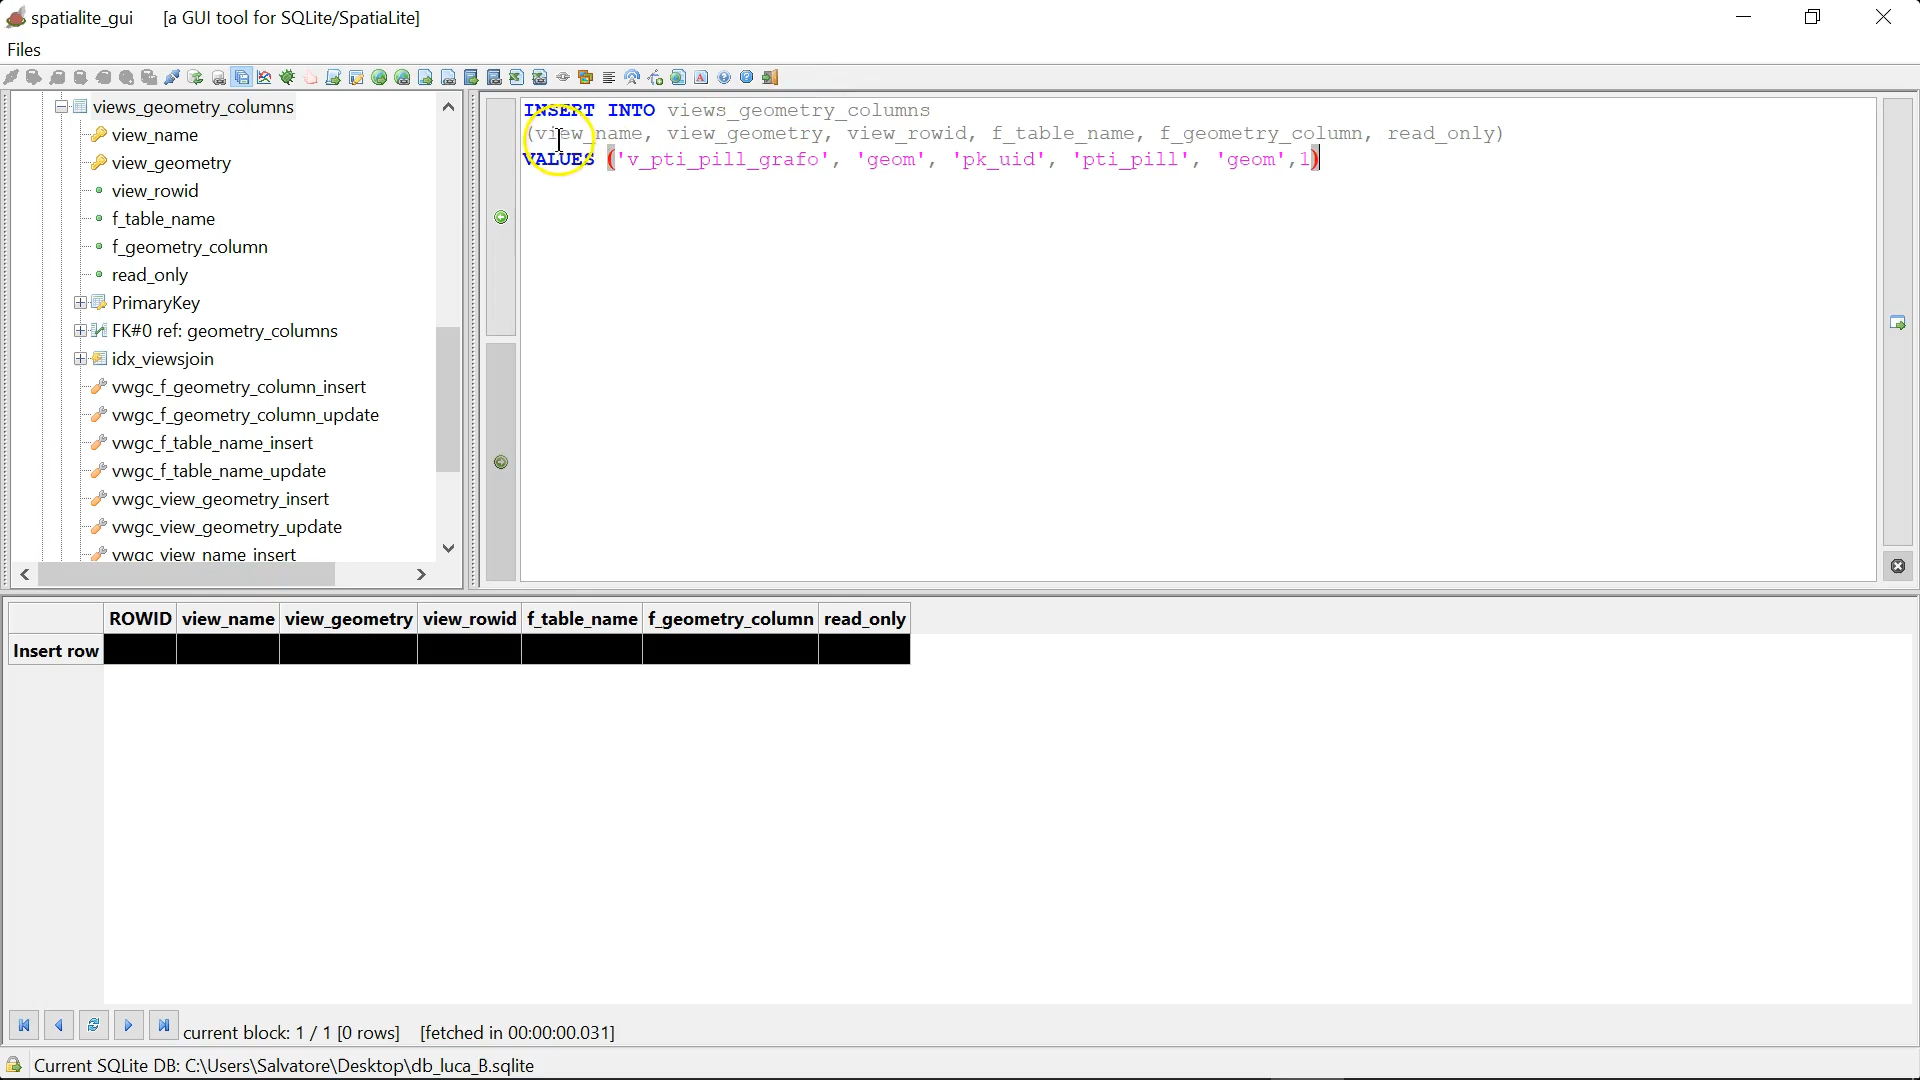 spatialite_gui [a GUI tool for SQLite/SpatiaLite]
Files
views_geometry_columns
view_name
view_geometry
view_rowid
f_table_name
f_geometry_column
read_only
PrimaryKey
FK#0 ref: geometry_columns
idx_viewsjoin
vwgc_f_geometry_column_insert
vwgc_f_geometry_column_update
vwgc_f_table_name_insert
vwgc_f_table_name_update
vwgc_view_geometry_insert
vwgc_view_geometry_update
vwgc_view_name_insert
INSERT INTO views_geometry_columns
(view_name, view_geometry, view_rowid, f_table_name, f_geometry_column, read_only)
VALUES ('v_pti_pill_grafo', 'geom', 'pk_uid', 'pti_pill', 'geom',1)
ROWID view_name view_geometry view_rowid f_table_name f_geometry_column read_only
Insert row
current block: 1 / 1 [0 rows] [fetched in 00:00:00.031]
Current SQLite DB: C:\Users\Salvatore\Desktop\db_luca_B.sqlite